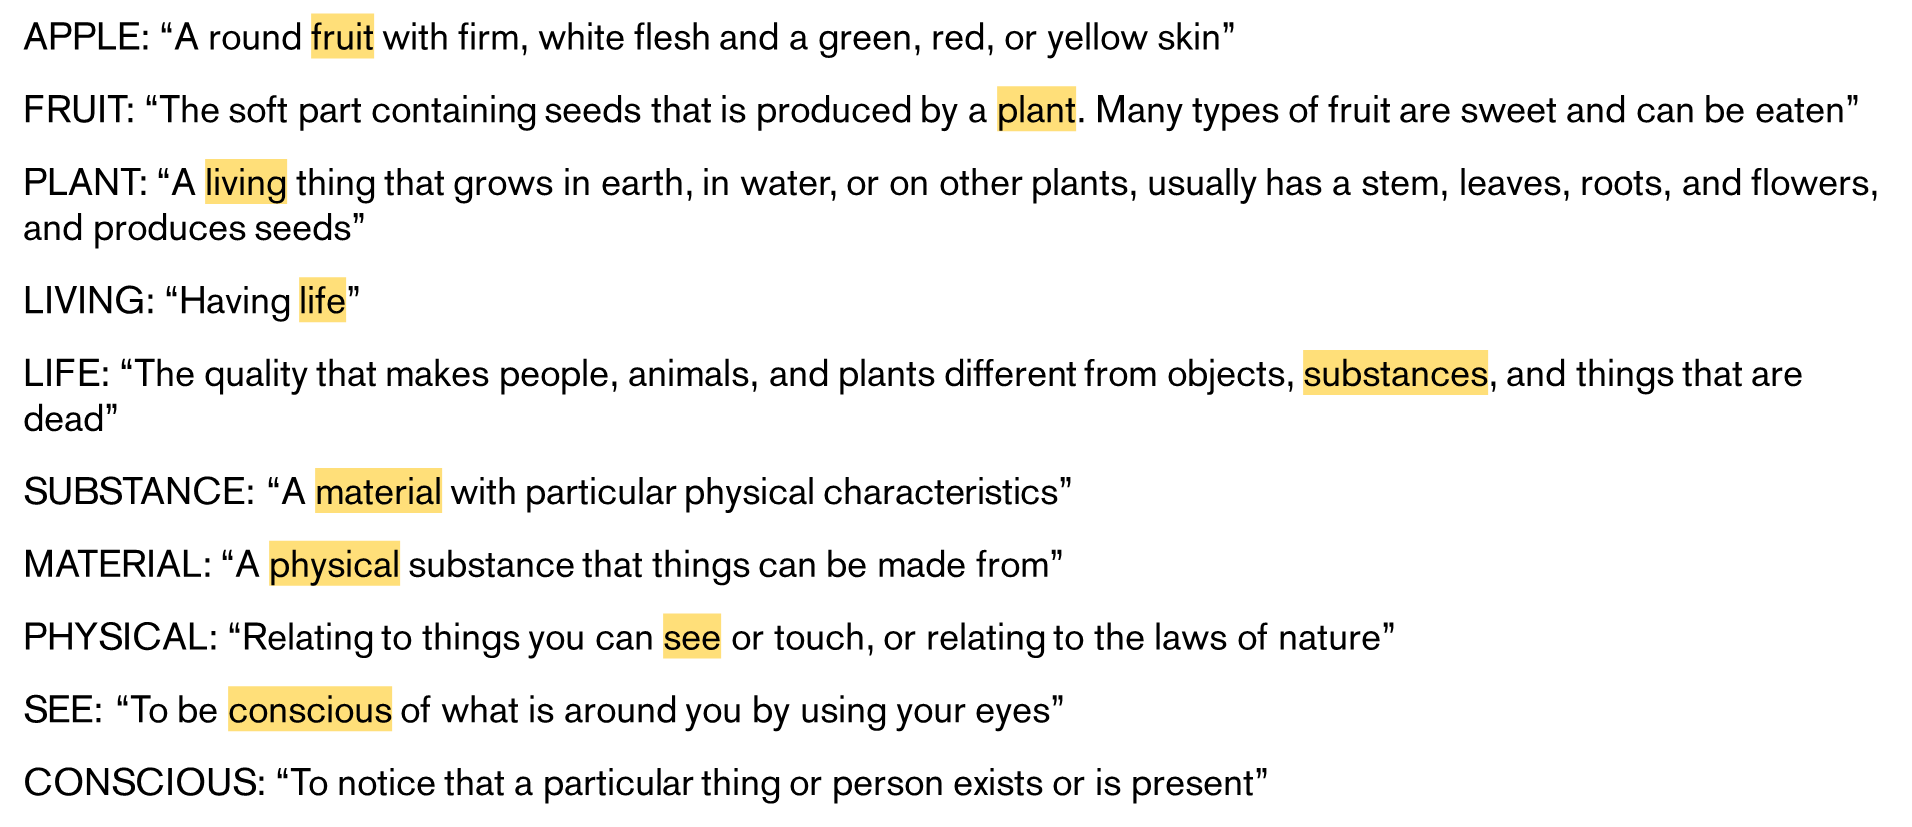 APPLE: “A round fruit with firm, white flesh and a green, red, or yellow skin”
FRUIT: “The soft part containing seeds that is produced by a plant. Many types of fruit are sweet and can be eaten”
PLANT: “A living thing that grows in earth, in water, or on other plants, usually has a stem, leaves, roots, and flowers,
and produces seeds”
LIVING: “Having life”
LIFE: “The quality that makes people, animals, and plants different from objects, substances, and things that are
dead”
SUBSTANCE: “A material with particular physical characteristics”
MATERIAL: “A physical substance that things can be made from”
PHYSICAL: “Relating to things you can see or touch, or relating to the laws of nature”
SEE: “To be conscious of what is around you by using your eyes”
CONSCIOUS: “To notice that a particular thing or person exists or is present”